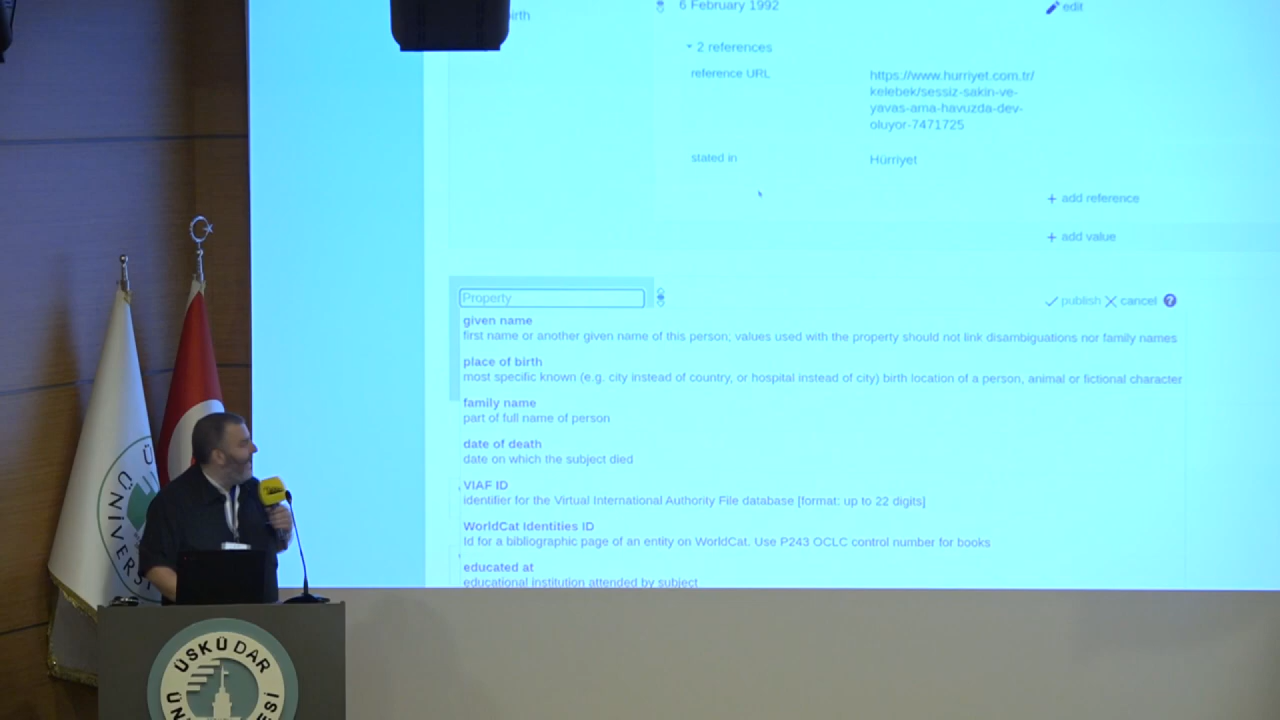 irth
6 February 1992
edit
2 references
reference URL
https://www.hurriyet.com.tr/
kelebek/sessiz-sakin-ve-
yavas-ama-havuzda-dev-
oluyor-7471725
stated in
Hürriyet
+ add reference
+ add value
Property
publish
cancel
?
given name
first name or another given name of this person; values used with the property should not link disambiguations nor family names
place of birth
most specific known (e.g. city instead of country, or hospital instead of city) birth location of a person, animal or fictional character
family name
part of full name of person
date of death
date on which the subject died
VIAF ID
identifier for the Virtual International Authority File database [format: up to 22 digits]
WorldCat Identities ID
Id for a bibliographic page of an entity on WorldCat. Use P243 OCLC control number for books
educated at
educational institution attended by subject
Ü ÜNİVERS
ÜSKÜDAR